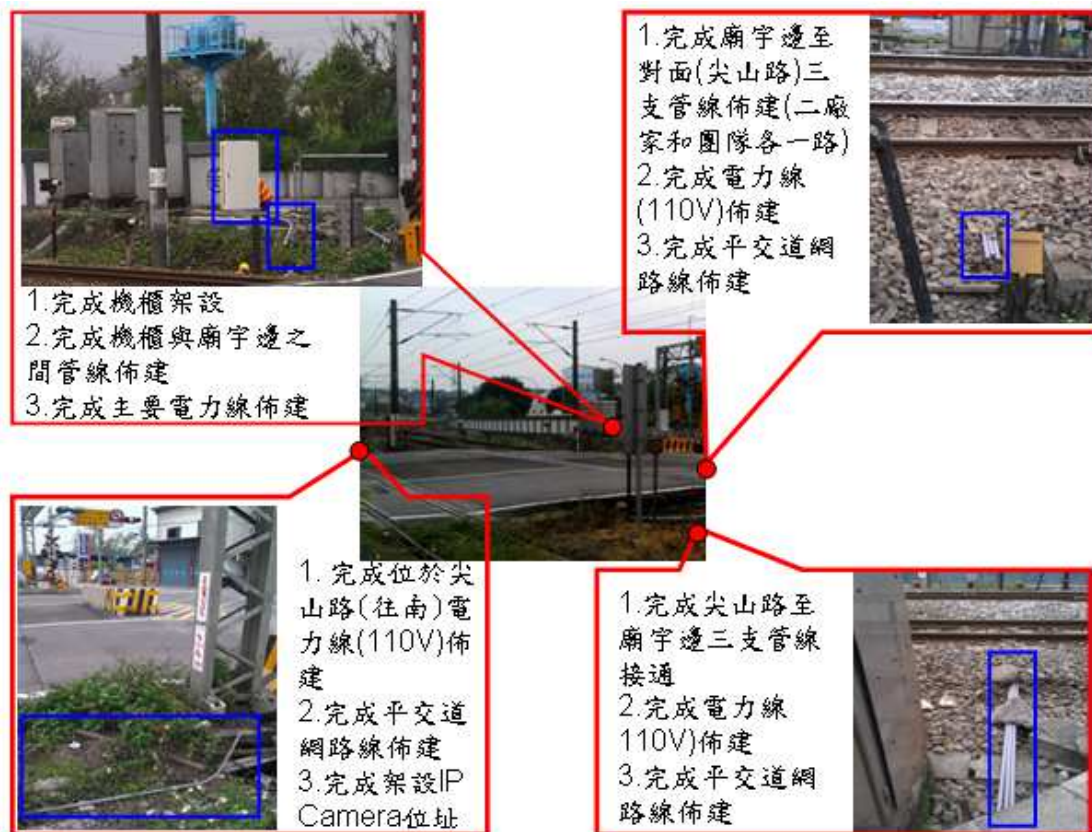 1.完成機櫃架設
2.完成機櫃與廟宇邊之
間管線佈建
3.完成主要電力線佈建
1.完成廟宇邊至
對面(尖山路)三
支管線佈建(二廠
家和團隊各一路)
2.完成電力線
(110V)佈建
3.完成平交道網
路線佈建
1. 完成位於尖
山路(往南)電
力線(110V)佈
建
2.完成平交道
網路線佈建
3.完成架設IP
Camera位址
1.完成尖山路至
廟宇邊三支管線
接通
2.完成電力線
110V)佈建
3.完成平交道網
路線佈建